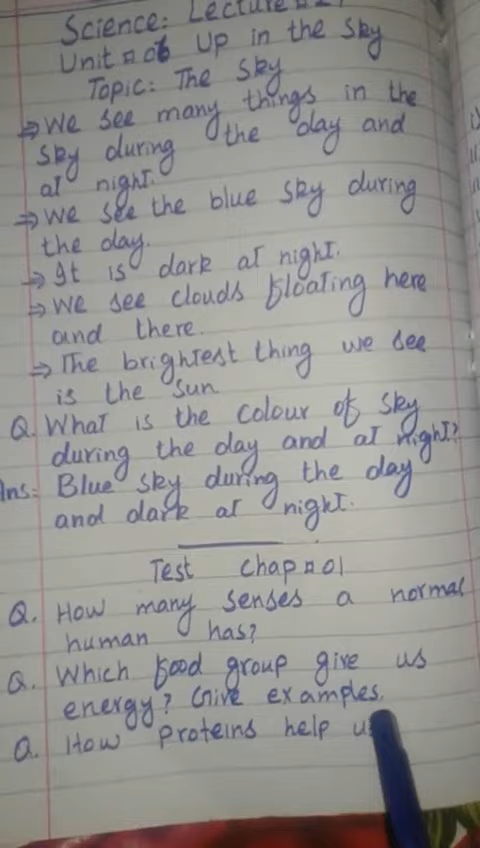 Science: Lecture
Unit # 06 Up in the Sky
Topic: The Sky
⇒ We see many things in the
sky during the day and
at night.
⇒ We see the blue sky during
the day.
⇒ It is dark at night.
⇒ We see clouds floating here
and there.
⇒ The brightest thing we see
is the sun
Q. What is the colour of sky
during the day and at night?
Ans: Blue sky during the day
and dark at night.
Test Chap # 01
Q. How many senses a normal
human has?
Q. Which food group give us
energy? Give examples.
Q. How proteins help